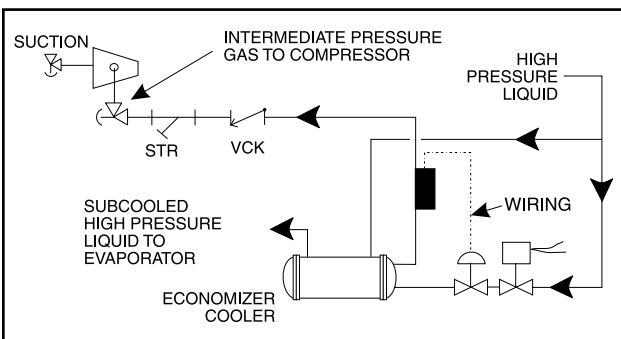 SUCTION
INTERMEDIATE PRESSURE
GAS TO COMPRESSOR
HIGH
PRESSURE
LIQUID
STR
VCK
WIRING
SUBCOOLED
HIGH PRESSURE
LIQUID TO
EVAPORATOR
ECONOMIZER
COOLER